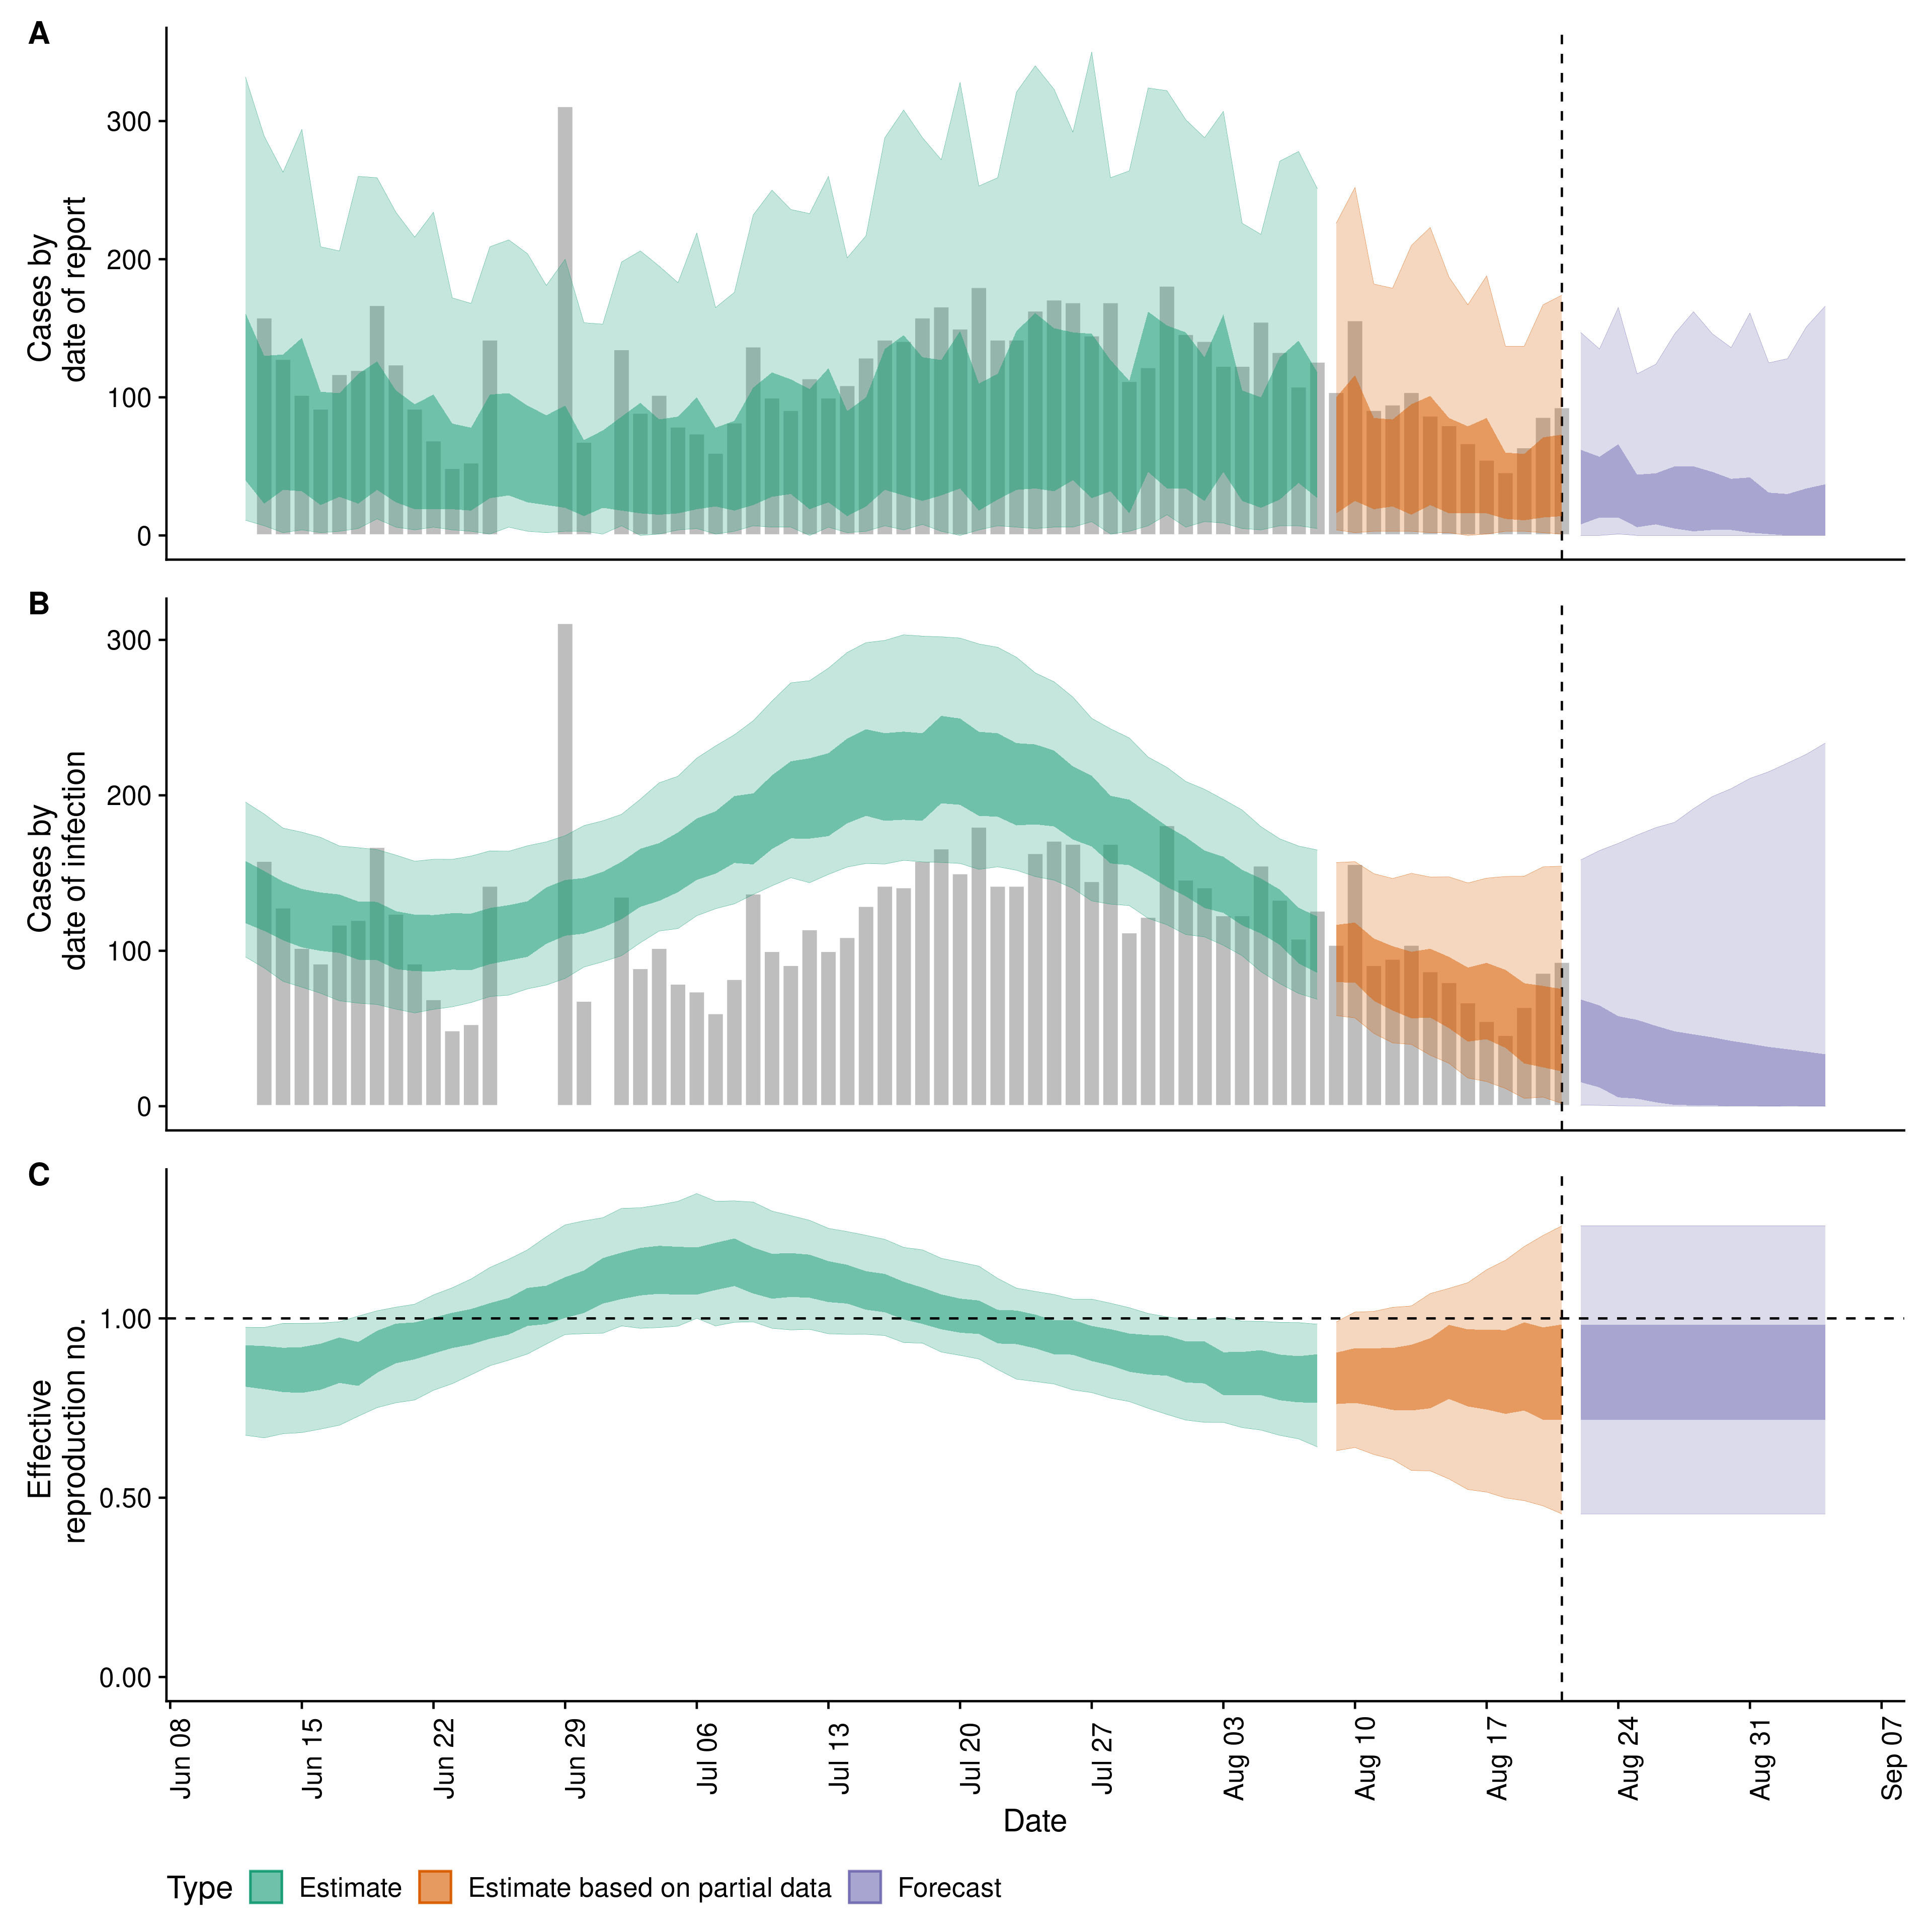 A
Cases by
date of report
300
200
100
0
B
Cases by
date of infection
300
200
100
0
C
Effective
reproduction no.
1.00
0.50
0.00
Jun 08
Jun 15
Jun 22
Jun 29
Jul 06
Jul 13
Jul 20
Jul 27
Aug 03
Aug 10
Aug 17
Aug 24
Aug 31
Sep 07
Date
Type Estimate Estimate based on partial data Forecast